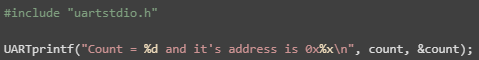 #include "uartstdio.h"
UARTprintf("Count = %d and it's address is 0x%x\n", count, &count);